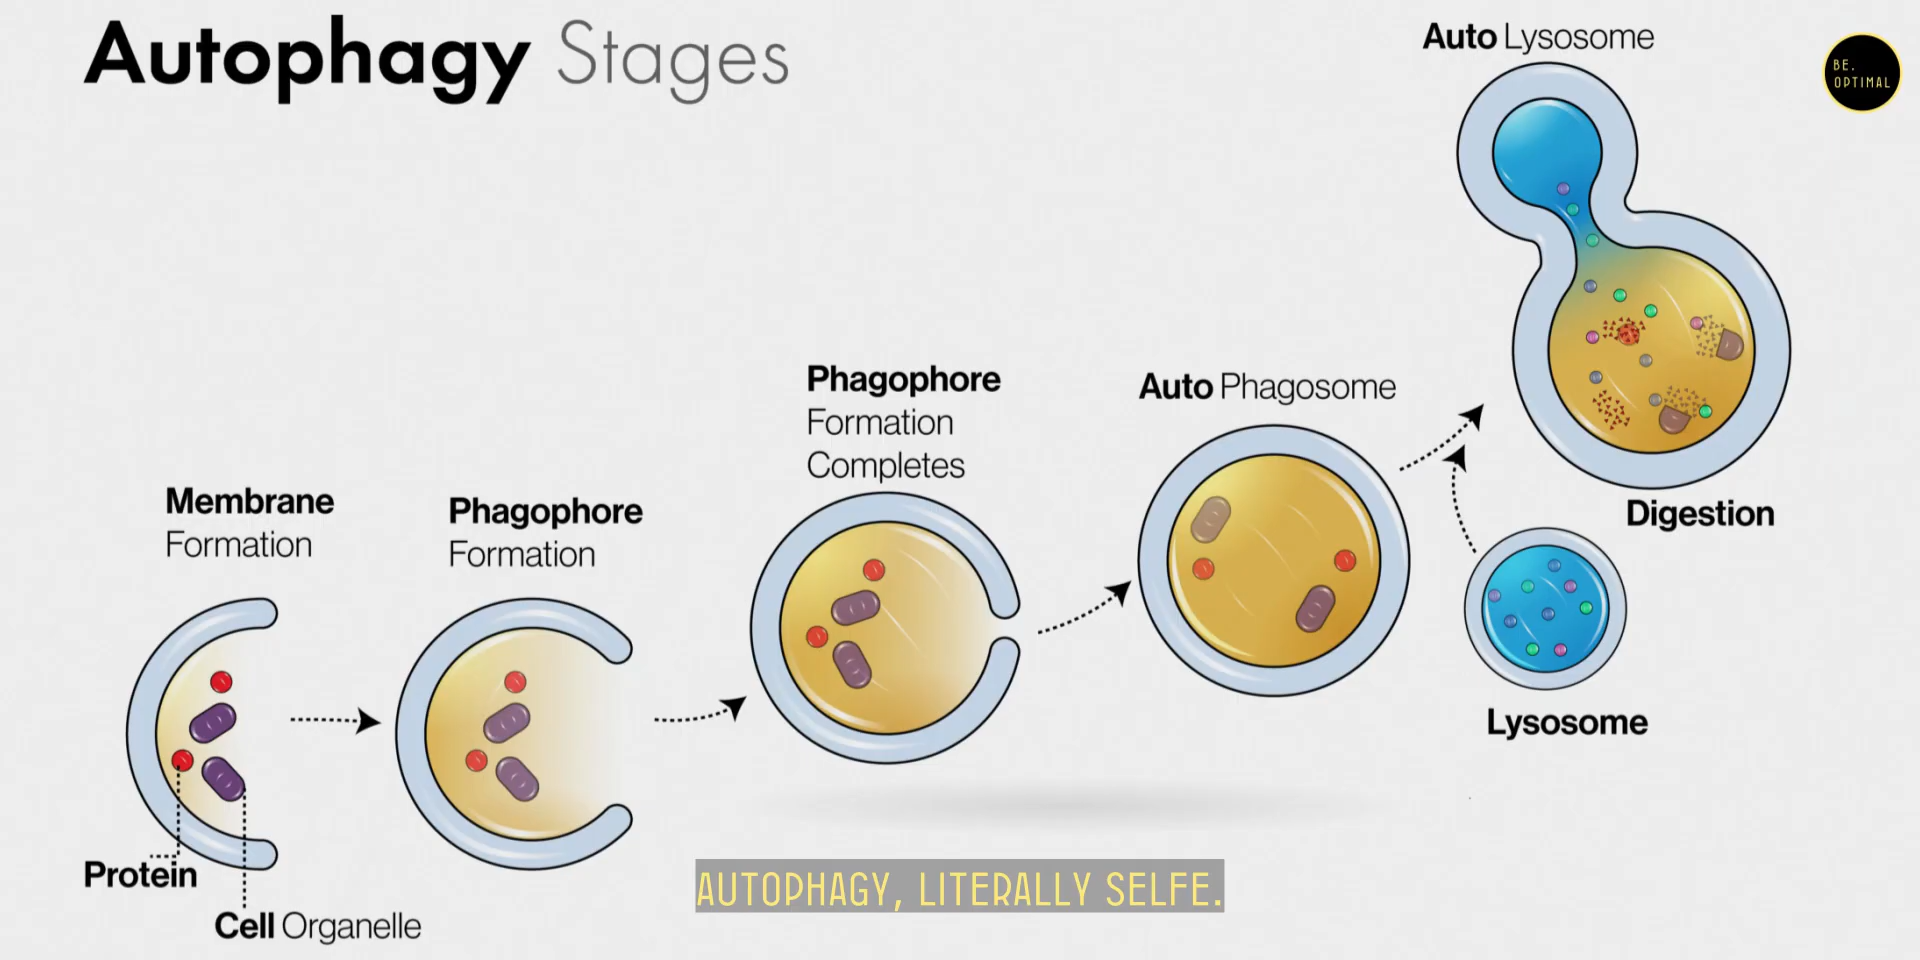 Autophagy Stages
Auto Lysosome
BE.
OPTIMAL
Phagophore
Formation
Completes
Auto Phagosome
Membrane
Formation
Phagophore
Formation
Digestion
Lysosome
Protein
Cell Organelle
AUTOPHAGY, LITERALLY SELFE.